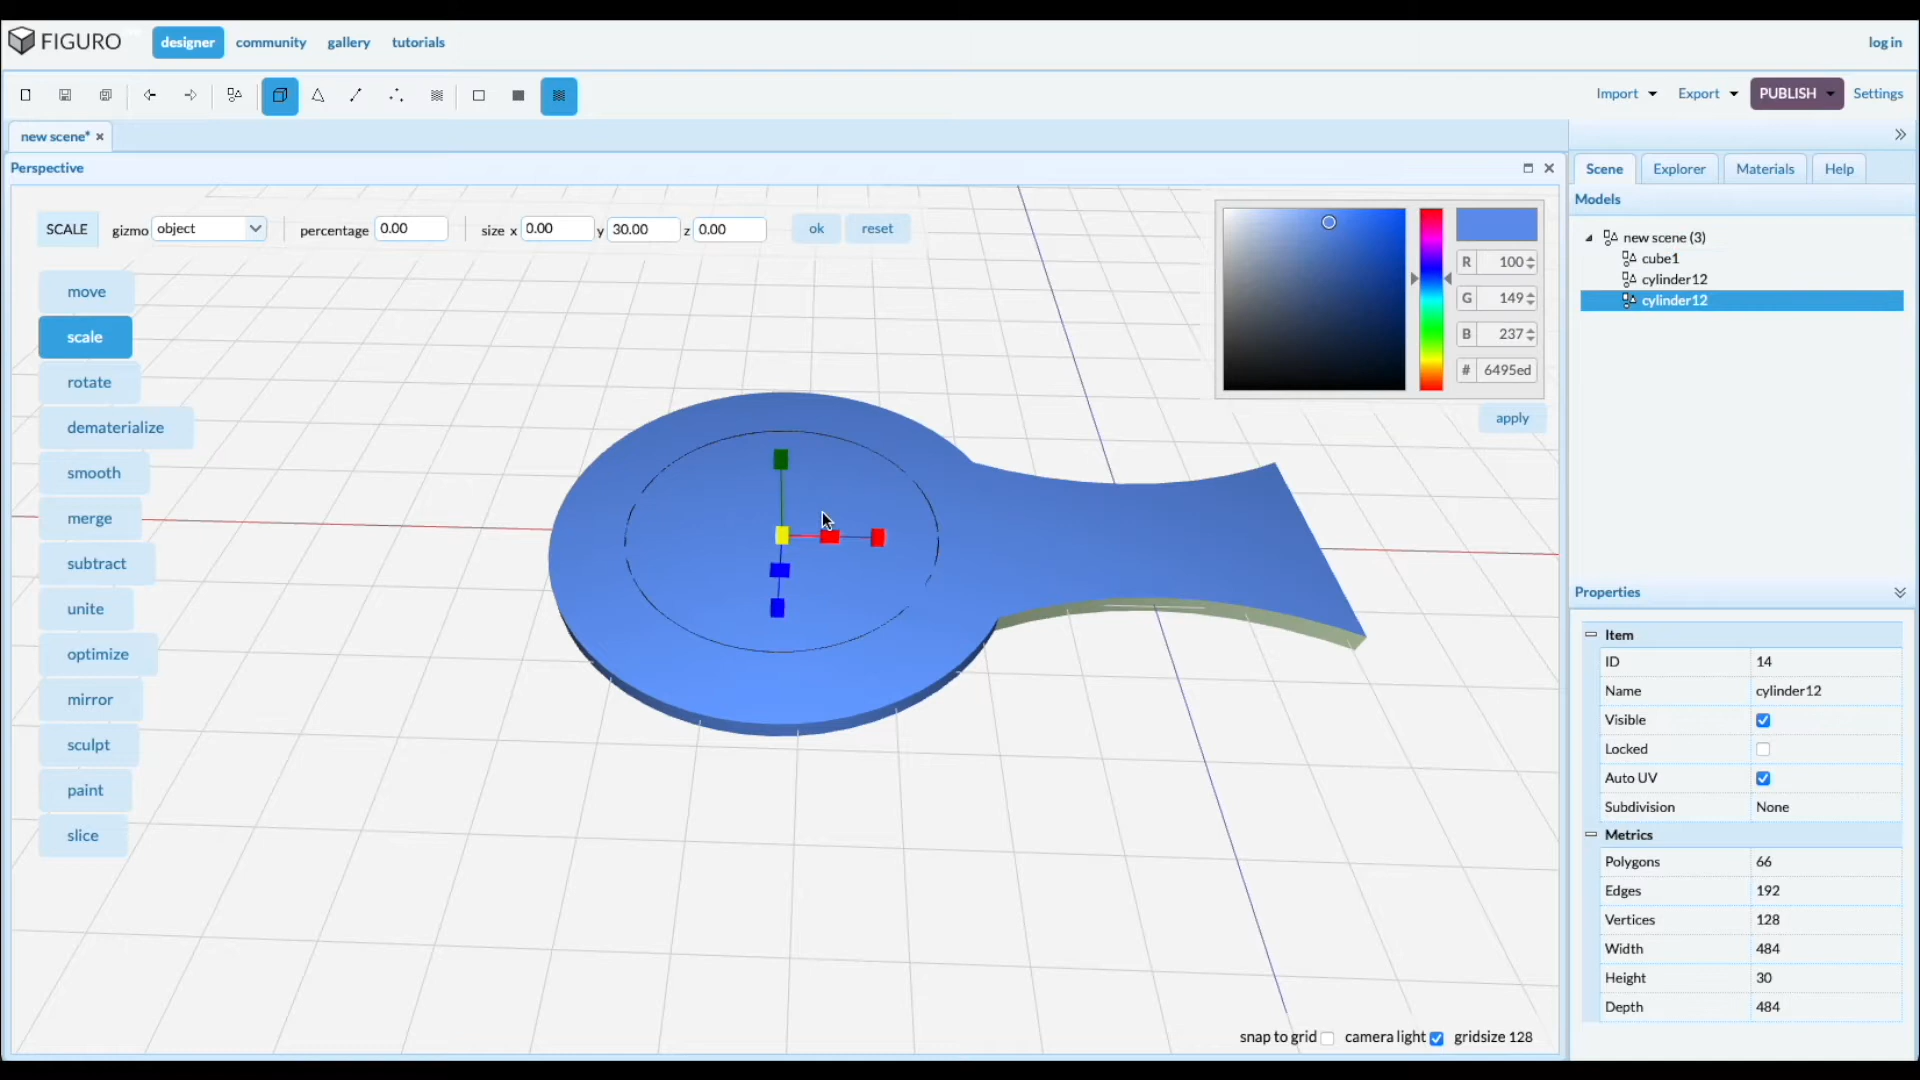 FIGURO designer community gallery tutorials log in
Import Export PUBLISH Settings
new scene* ×
Perspective
SCALE gizmo object percentage 0.00 size x 0.00 y 30.00 z 0.00 ok reset
move
scale
rotate
dematerialize
smooth
merge
subtract
unite
optimize
mirror
sculpt
paint
slice
R 100
G 149
B 237
# 6495ed
apply
snap to grid camera light gridsize 128
Scene Explorer Materials Help
Models
new scene (3)
cube1
cylinder12
cylinder12
Properties
Item
ID 14
Name cylinder12
Visible
Locked
Auto UV
Subdivision None
Metrics
Polygons 66
Edges 192
Vertices 128
Width 484
Height 30
Depth 484